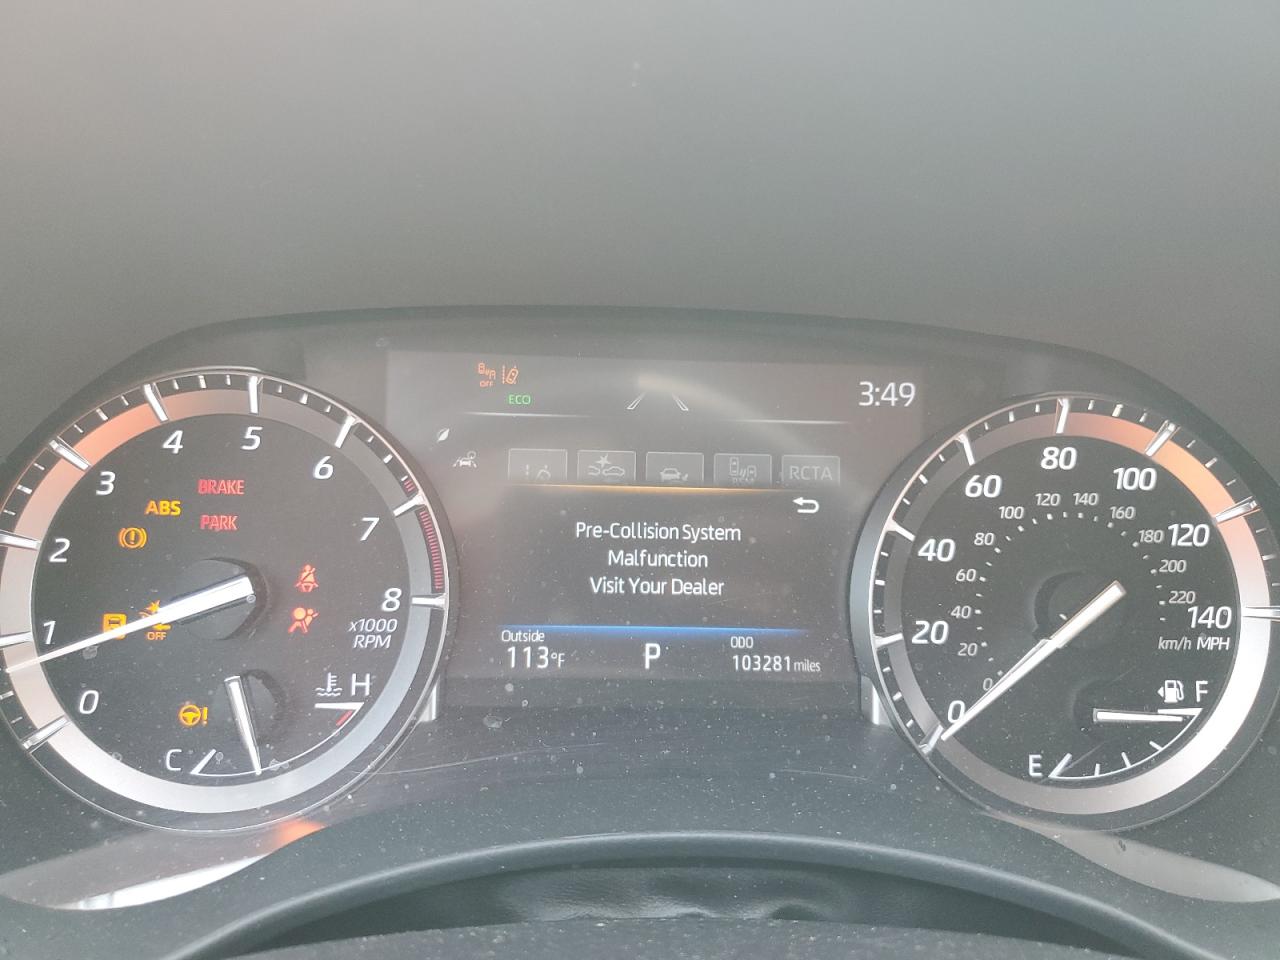 OFF
ECO
3:49
RCTA
Pre-Collision System
Malfunction
Visit Your Dealer
Outside
113°F
P
ODO
103281 miles
0
1
2
3
4
5
6
7
8
x1000
RPM
BRAKE
ABS
PARK
OFF
C
H
0
20
40
60
80
100
120
140
0
20
40
60
80
100
120
140
160
180
200
220
km/h MPH
E
F